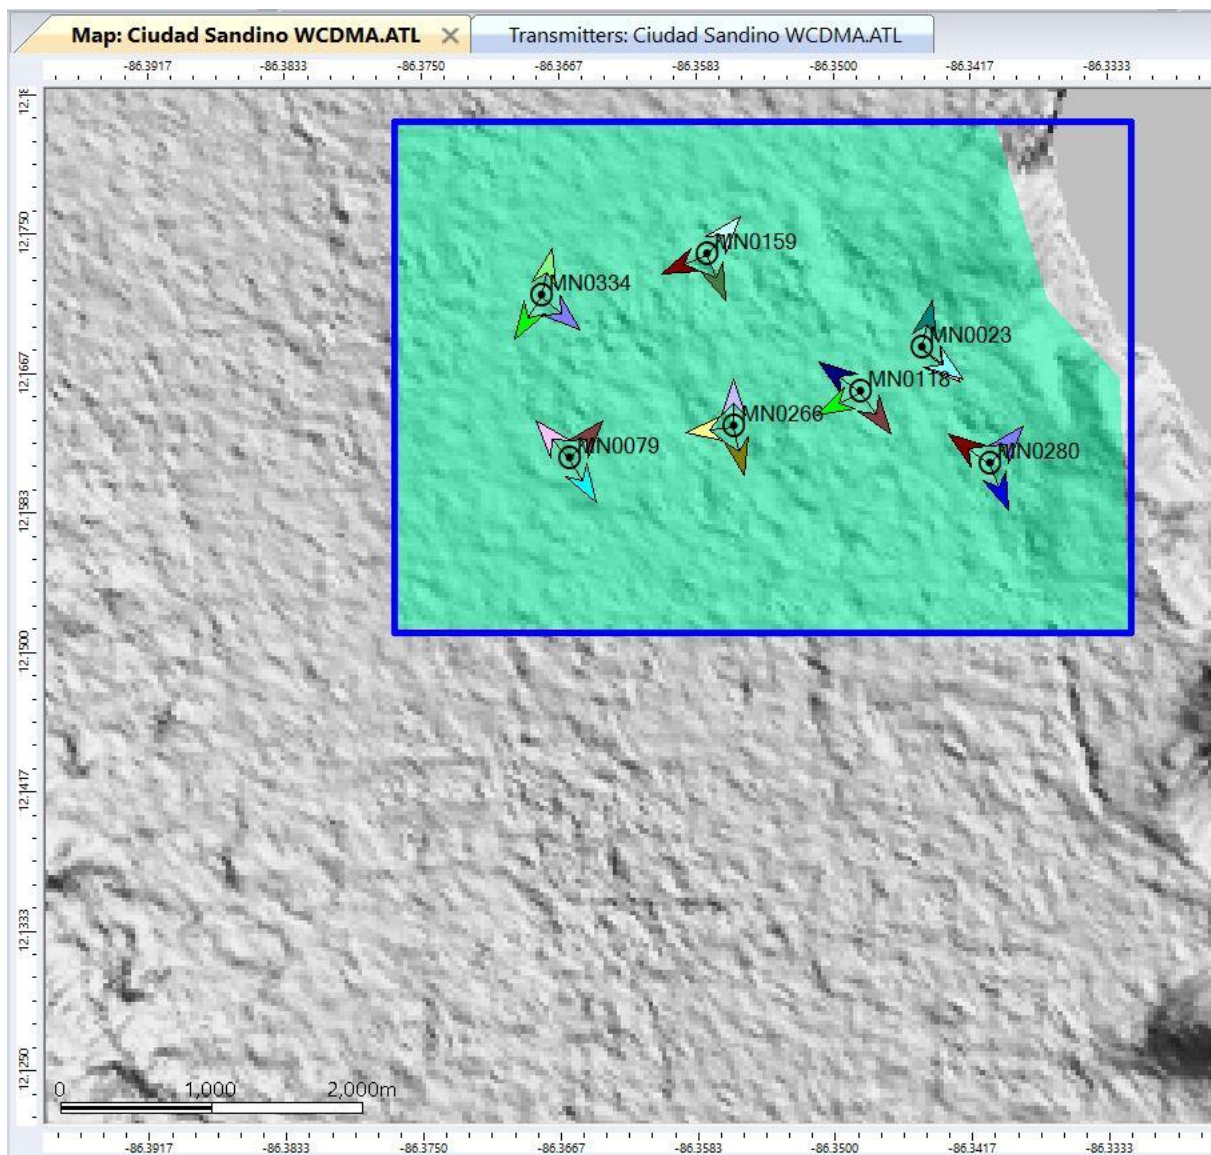 Map: Ciudad Sandino WCDMA.ATL
Transmitters: Ciudad Sandino WCDMA.ATL
-86.3917 -86.3833 -86.3750 -86.3667 -86.3583 -86.3500 -86.3417 -86.3333
12.1750
12.1667
12.1583
12.1500
12.1417
12.1333
12.1250
MN0159
MN0334
MN0023
MN0118
MN0266
MN0079
MN0280
0 1,000 2,000m
-86.3917 -86.3833 -86.3750 -86.3667 -86.3583 -86.3500 -86.3417 -86.3333